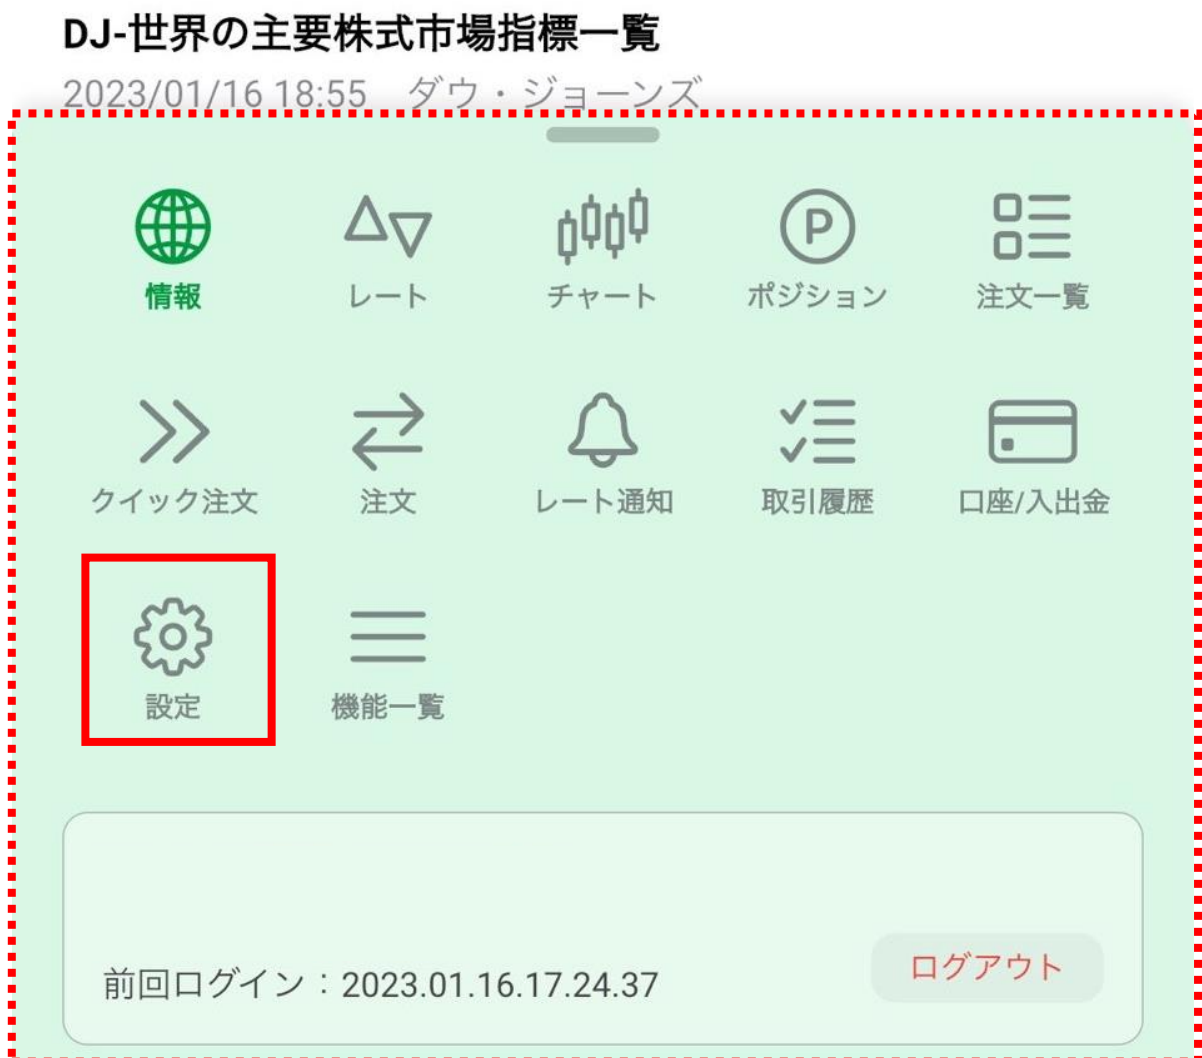 DJ-世界の主要株式市場指標一覧
2023/01/16 18:55 ダウ・ジョーンズ
情報 レート チャート P ポジション 注文一覧
クイック注文 注文 レート通知 取引履歴 口座/入出金
設定 機能一覧
前回ログイン：2023.01.16.17.24.37 ログアウト